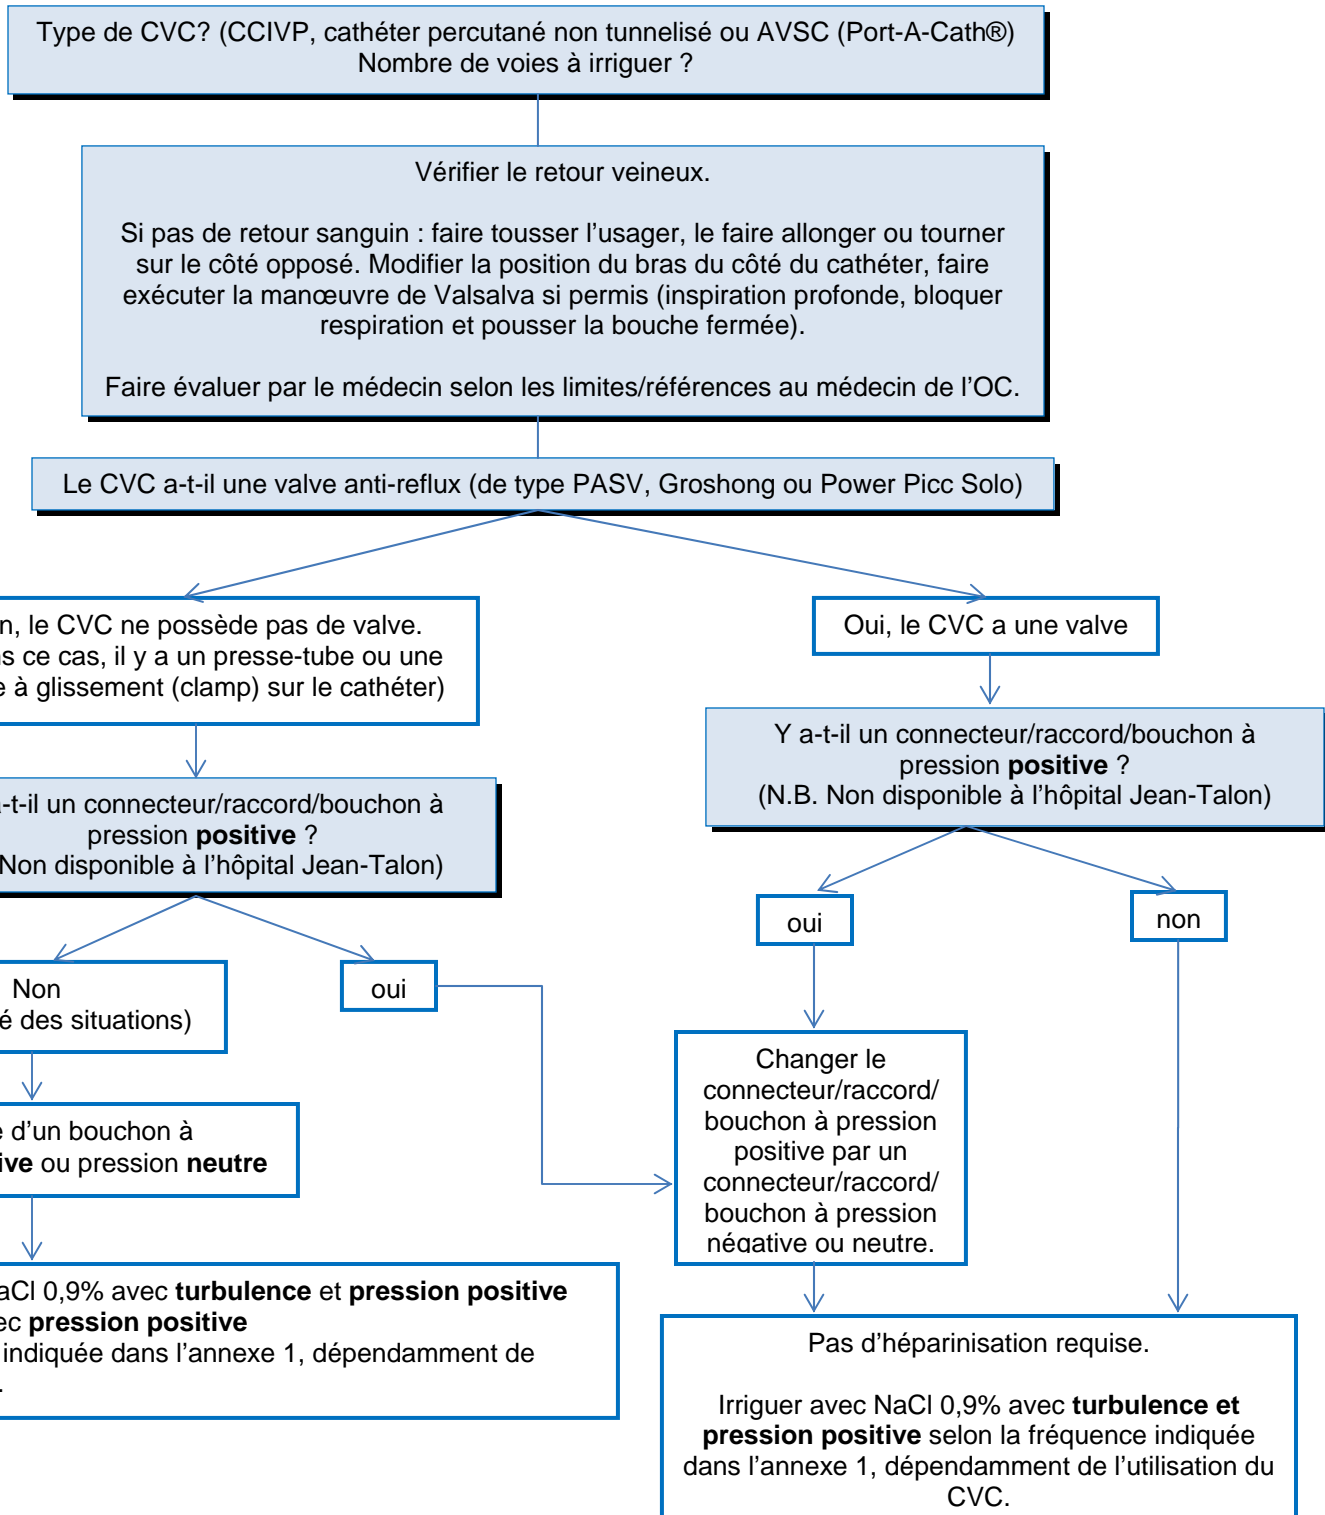 Type de CVC? (CCIVP, cathéter percutané non tunnelisé ou AVSC (Port-A-Cath®)
Nombre de voies à irriguer ?
Vérifier le retour veineux.
Si pas de retour sanguin : faire tousser l’usager, le faire allonger ou tourner
sur le côté opposé. Modifier la position du bras du côté du cathéter, faire
exécuter la manœuvre de Valsalva si permis (inspiration profonde, bloquer
respiration et pousser la bouche fermée).
Faire évaluer par le médecin selon les limites/références au médecin de l’OC.
Le CVC a-t-il une valve anti-reflux (de type PASV, Groshong ou Power Picc Solo)
n, le CVC ne possède pas de valve.
s ce cas, il y a un presse-tube ou une
e à glissement (clamp) sur le cathéter)
Oui, le CVC a une valve
a-t-il un connecteur/raccord/bouchon à
pression positive ?
Non disponible à l’hôpital Jean-Talon)
Y a-t-il un connecteur/raccord/bouchon à
pression positive ?
(N.B. Non disponible à l’hôpital Jean-Talon)
Non
é des situations)
oui
oui
non
e d’un bouchon à
ive ou pression neutre
Changer le
connecteur/raccord/
bouchon à pression
positive par un
connecteur/raccord/
bouchon à pression
négative ou neutre.
aCl 0,9% avec turbulence et pression positive
ec pression positive
indiquée dans l’annexe 1, dépendamment de
.
Pas d’héparinisation requise.
Irriguer avec NaCl 0,9% avec turbulence et
pression positive selon la fréquence indiquée
dans l’annexe 1, dépendamment de l’utilisation du
CVC.